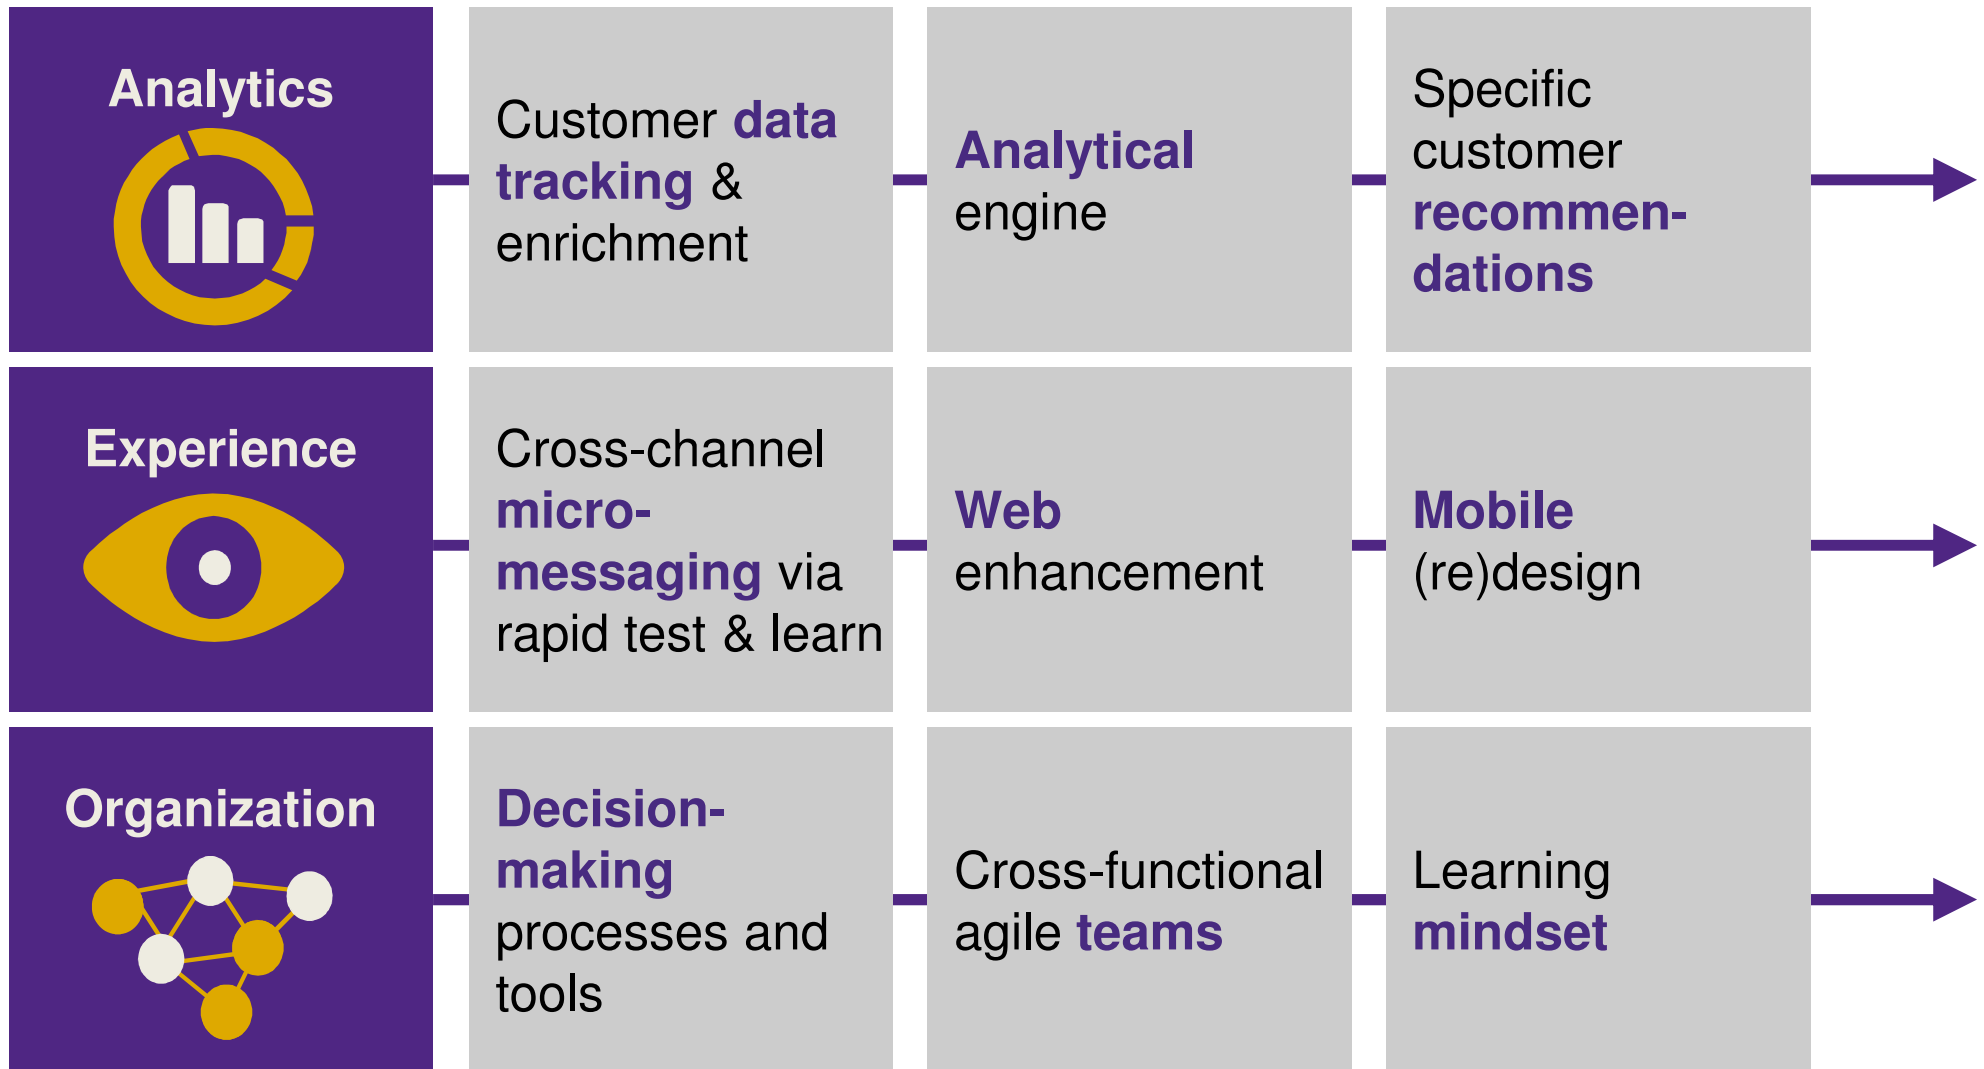 Analytics
Customer data
tracking &
enrichment
Analytical
engine
Specific
customer
recommen-
dations
Experience
Cross-channel
micro-
messaging via
rapid test & learn
Web
enhancement
Mobile
(re)design
Organization
Decision-
making
processes and
tools
Cross-functional
agile teams
Learning
mindset